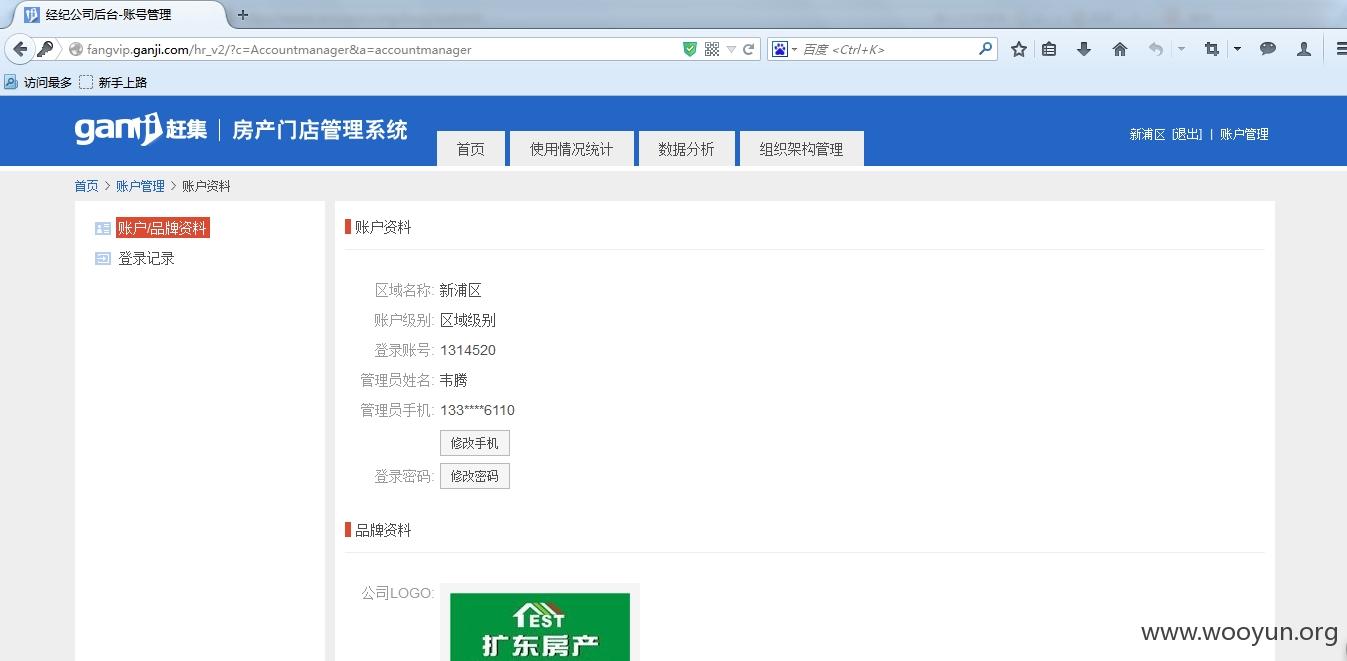 经纪公司后台-账号管理
fangvip.ganji.com/hr_v2/?c=Accountmanager&a=accountmanager
百度 <Ctrl+K>
访问最多 新手上路
ganji 赶集 房产门店管理系统
首页 使用情况统计 数据分析 组织架构管理
新浦区 [退出] | 账户管理
首页 > 账户管理 > 账户资料
账户/品牌资料
登录记录
账户资料
区域名称: 新浦区
账户级别: 区域级别
登录账号: 1314520
管理员姓名: 韦腾
管理员手机: 133****6110
修改手机
登录密码: 修改密码
品牌资料
公司LOGO:
EST
扩东房产
www.wooyun.org